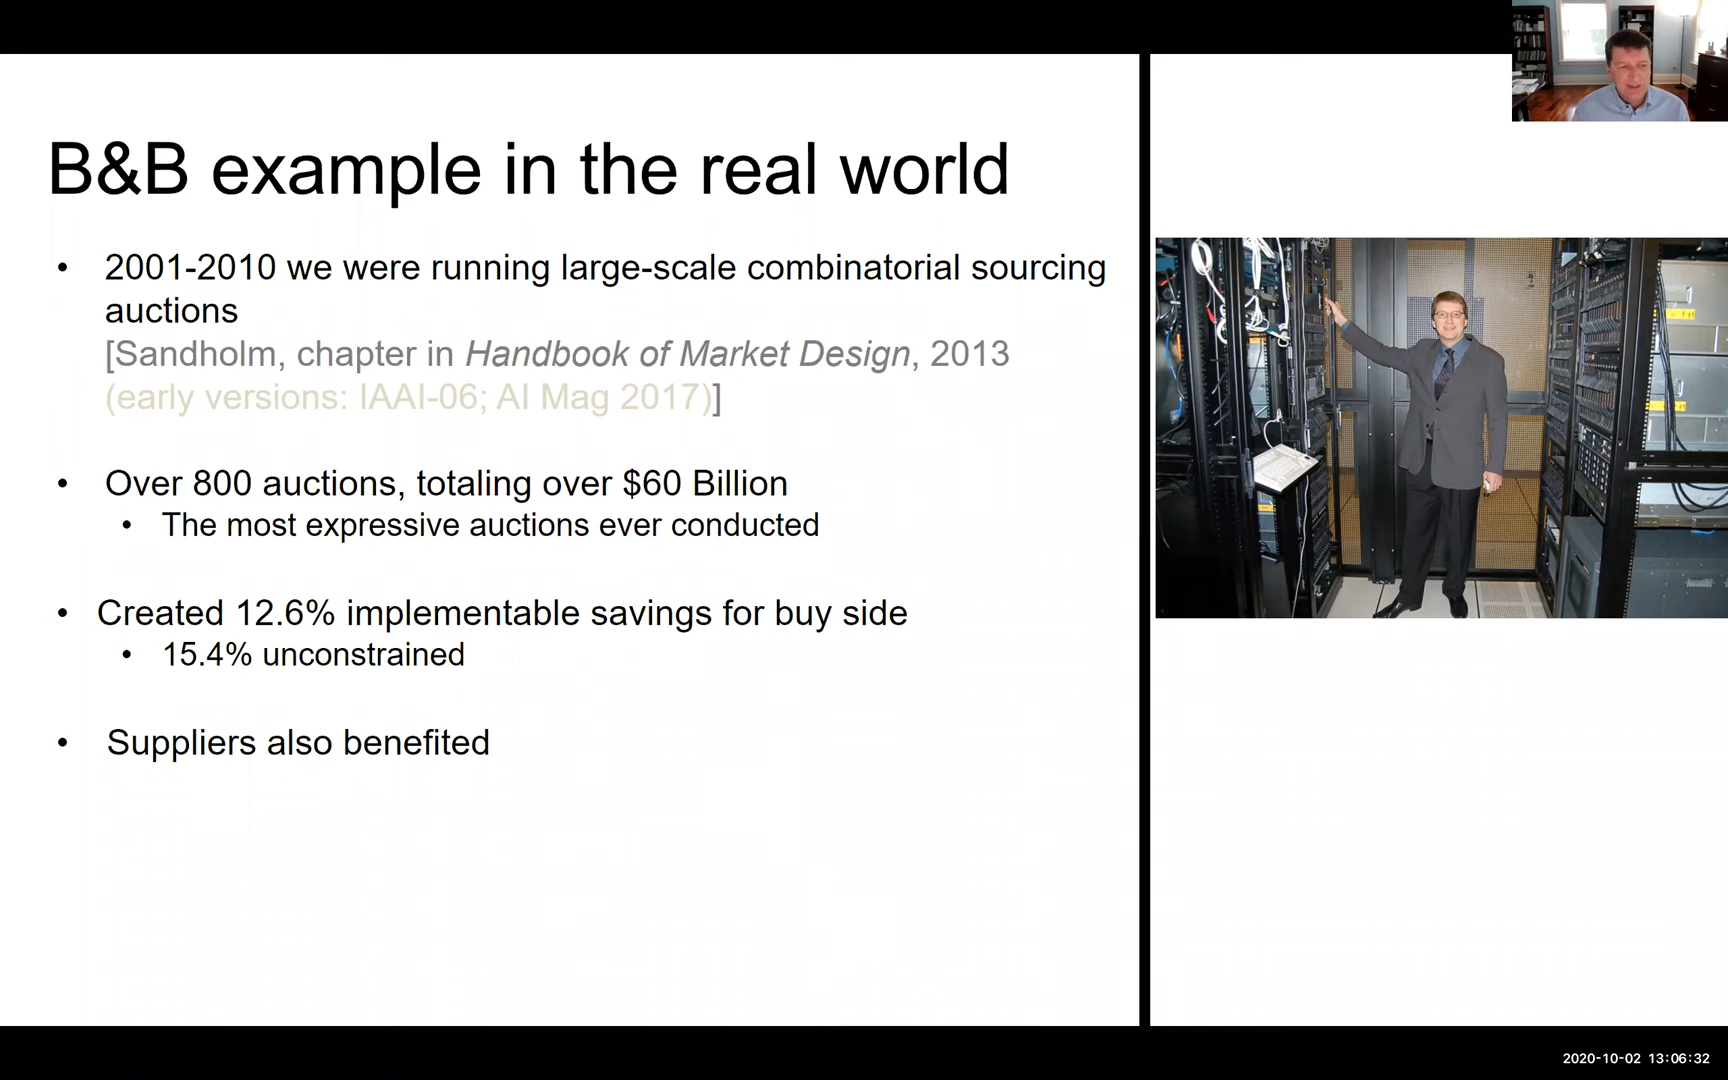 B&B example in the real world
• 2001-2010 we were running large-scale combinatorial sourcing
auctions
[Sandholm, chapter in Handbook of Market Design, 2013
(early versions: IAAI-06; AI Mag 2017)]
• Over 800 auctions, totaling over $60 Billion
• The most expressive auctions ever conducted
• Created 12.6% implementable savings for buy side
• 15.4% unconstrained
• Suppliers also benefited
2020-10-02 13:06:32